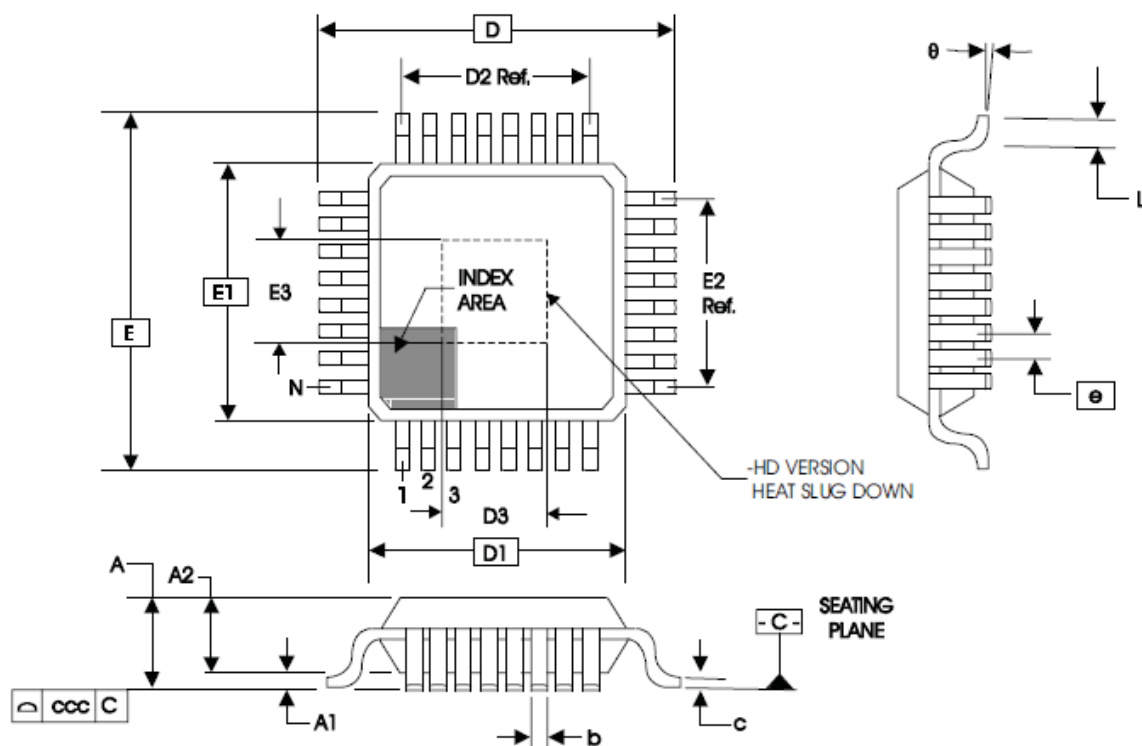 D
θ
D2 Ref.
L
E1
E3
INDEX
AREA
E2
Ref.
E
N
e
-HD VERSION
HEAT SLUG DOWN
1 2 3
D3
D1
A
A2
SEATING
PLANE
- C -
⌓ ccc C
A1
b
c